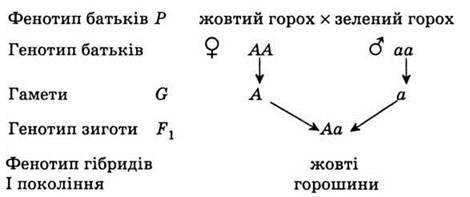 Фенотип батьків P жовтий горох × зелений горох
Генотип батьків ♀ AA ♂ aa
Гамети G A a
Генотип зиготи F₁ Aa
Фенотип гібридів жовті
I покоління горошини